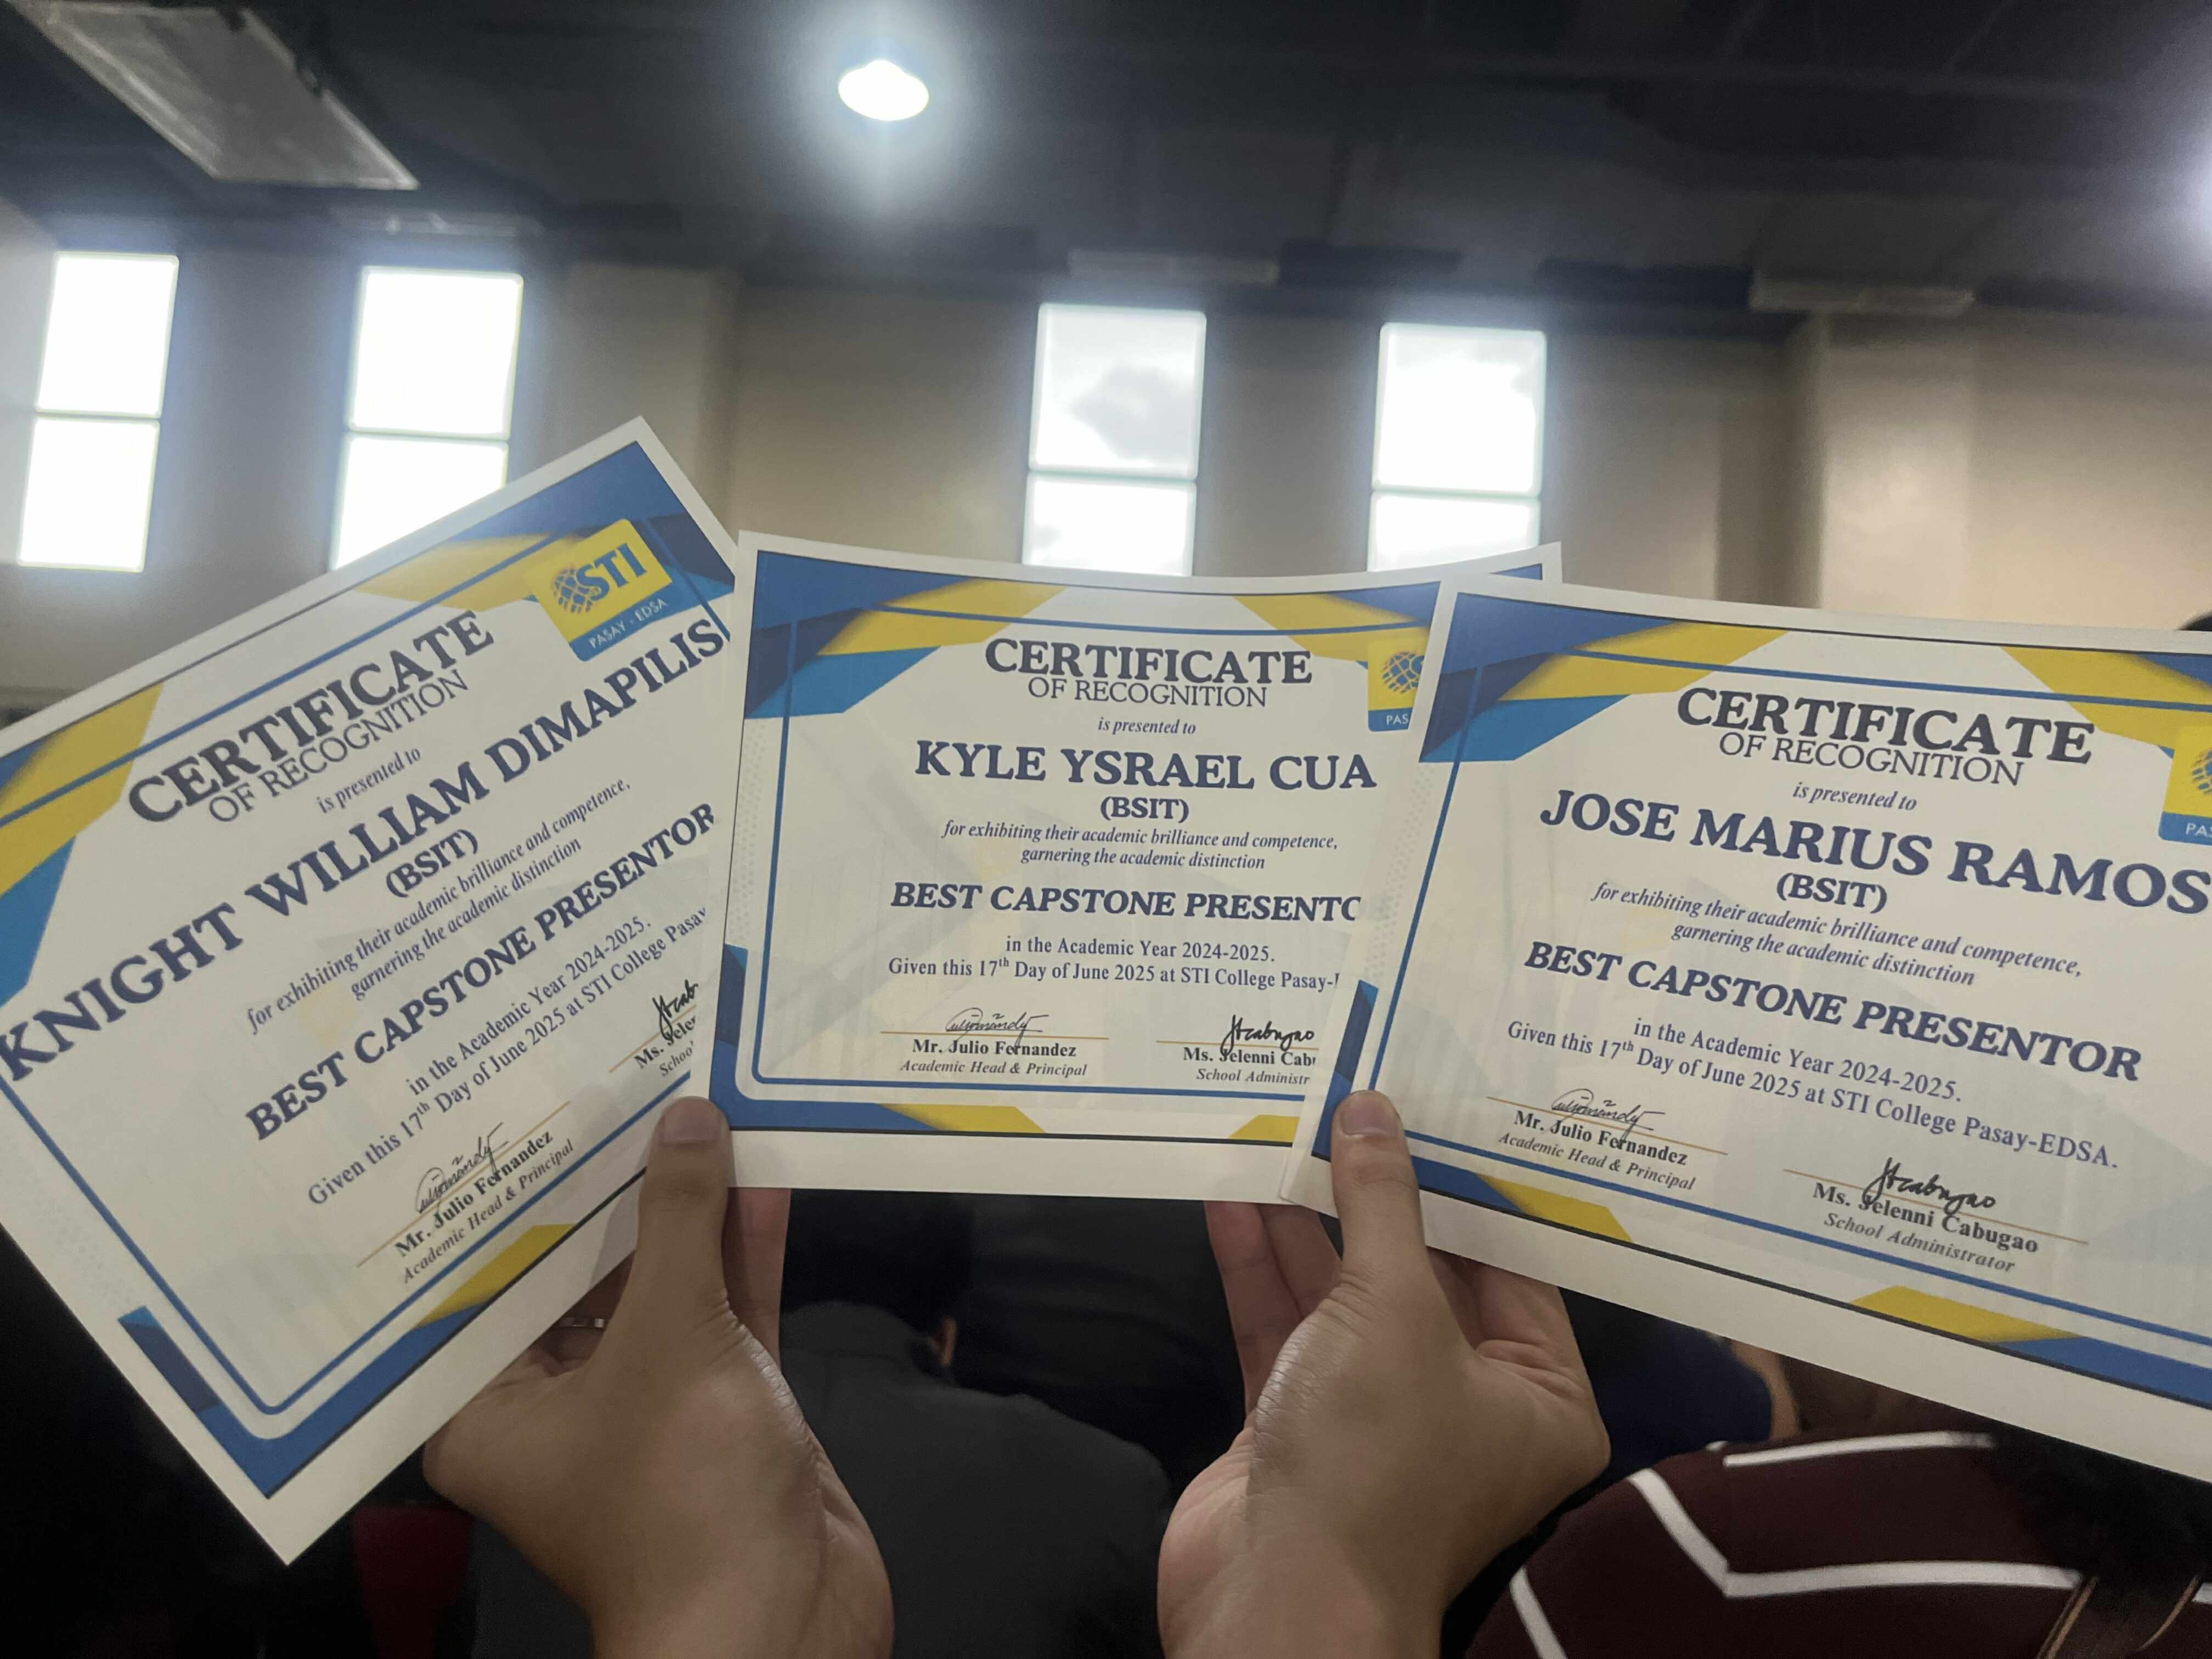 STI
PASAY - EDSA
CERTIFICATE
OF RECOGNITION
is presented to
KNIGHT WILLIAM DIMAPILIS
(BSIT)
for exhibiting their academic brilliance and competence,
garnering the academic distinction
BEST CAPSTONE PRESENTOR
in the Academic Year 2024-2025.
Given this 17th Day of June 2025 at STI College Pasay
Mr. Julio Fernandez
Academic Head & Principal
Ms. Jelen
School
CERTIFICATE
OF RECOGNITION
is presented to
KYLE YSRAEL CUA
(BSIT)
for exhibiting their academic brilliance and competence,
garnering the academic distinction
BEST CAPSTONE PRESENTO
in the Academic Year 2024-2025.
Given this 17th Day of June 2025 at STI College Pasay-
Mr. Julio Fernandez
Academic Head & Principal
Ms. Jelenni Cab
School Administr
PAS
CERTIFICATE
OF RECOGNITION
is presented to
JOSE MARIUS RAMOS
(BSIT)
for exhibiting their academic brilliance and competence,
garnering the academic distinction
BEST CAPSTONE PRESENTOR
in the Academic Year 2024-2025.
Given this 17th Day of June 2025 at STI College Pasay-EDSA.
Mr. Julio Fernandez
Academic Head & Principal
Ms. Jelenni Cabugao
School Administrator
PA